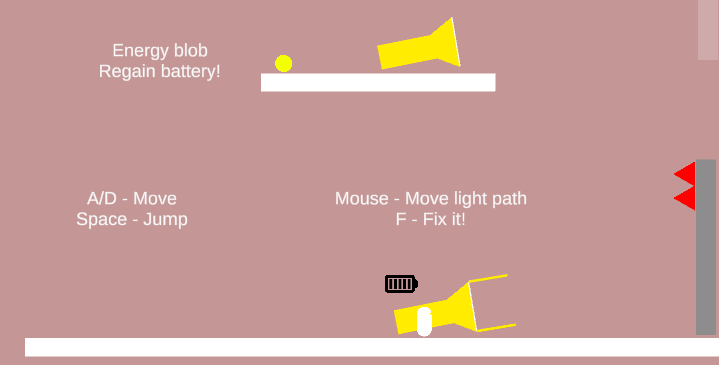 Energy blob
Regain battery!
A/D - Move
Space - Jump
Mouse - Move light path
F - Fix it!